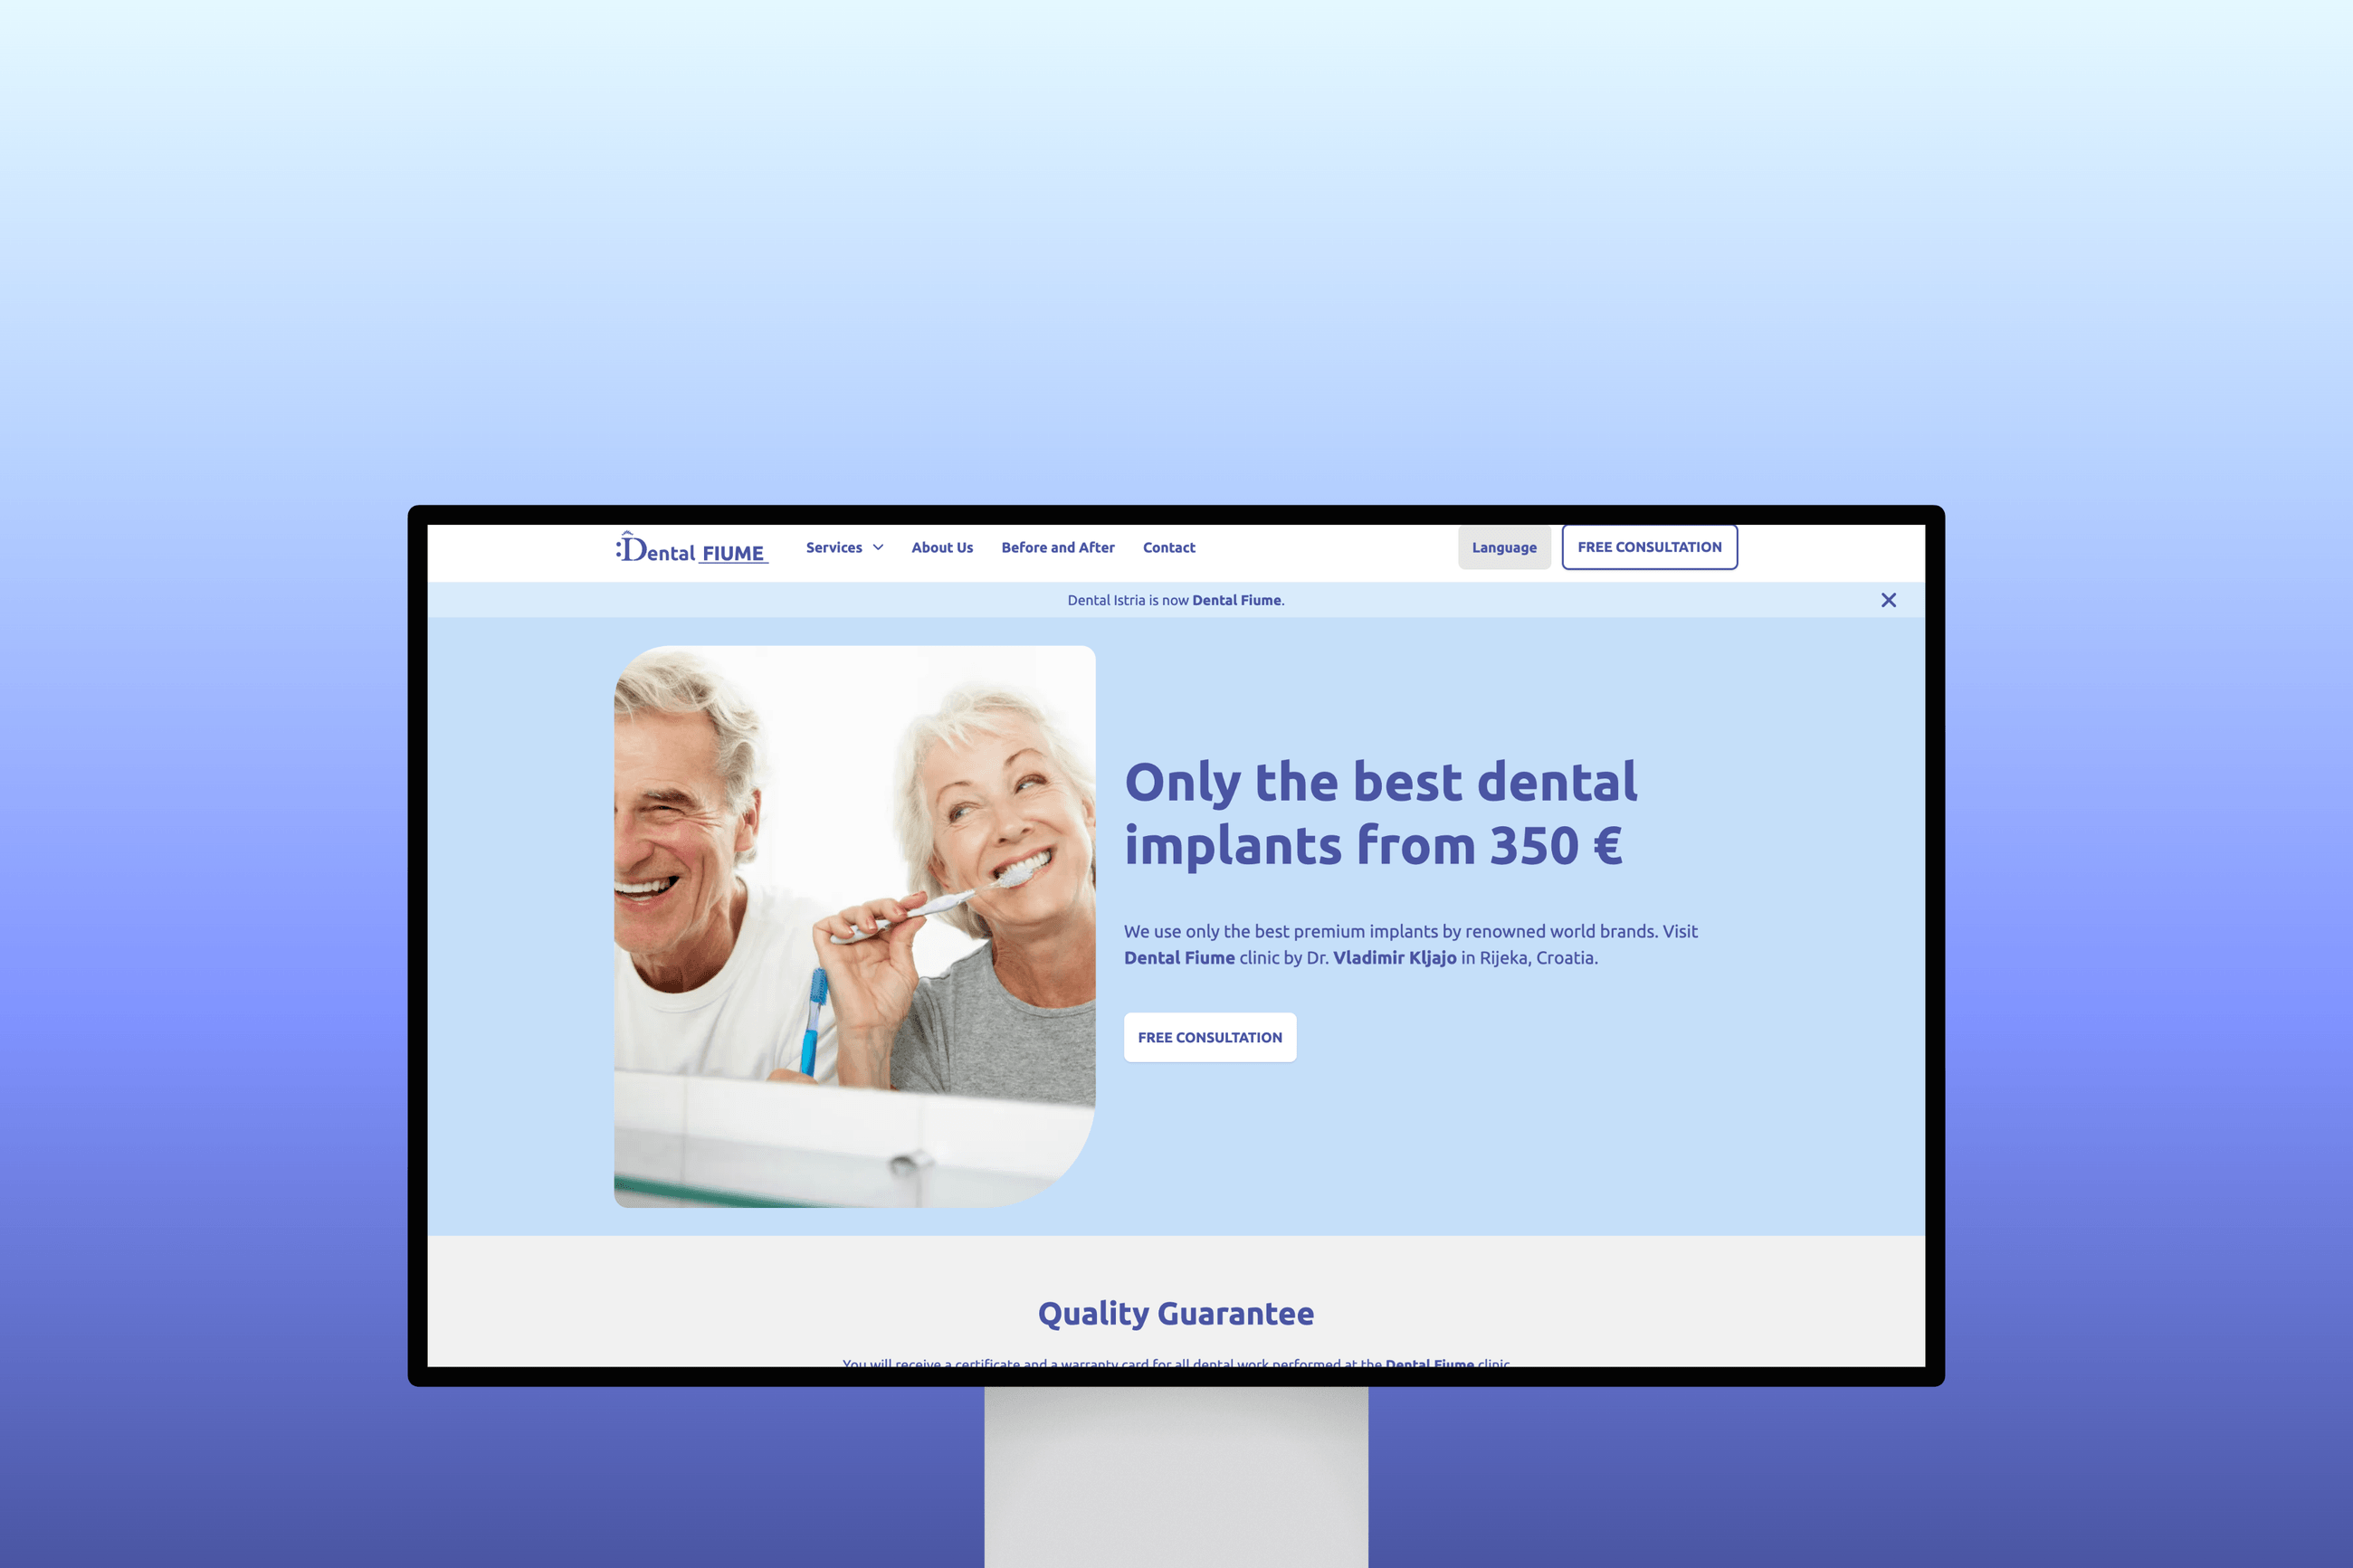 Dental FIUME
Services
About Us
Before and After
Contact
Language
FREE CONSULTATION
Dental Istria is now Dental Fiume.
Only the best dental
implants from 350 €
We use only the best premium implants by renowned world brands. Visit
Dental Fiume clinic by Dr. Vladimir Kljajo in Rijeka, Croatia.
FREE CONSULTATION
Quality Guarantee
You will receive a certificate and a warranty card for all dental work performed at the Dental Fiume clinic